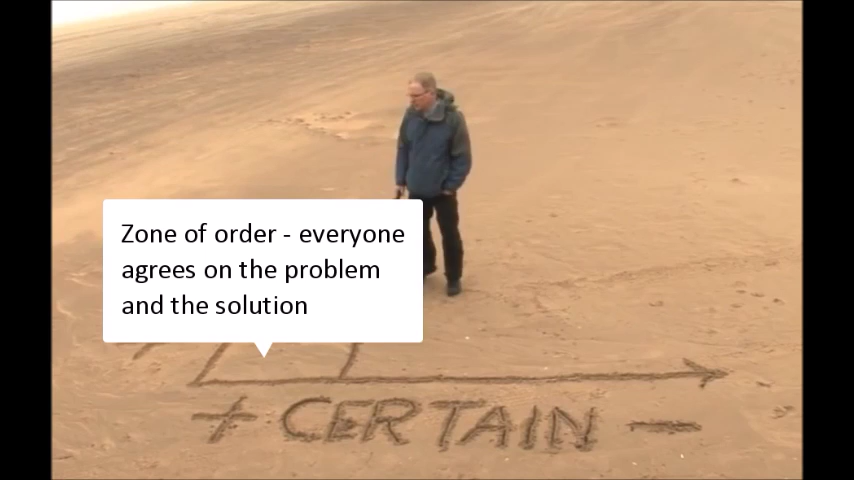 Zone of order - everyone
agrees on the problem
and the solution
+ CERTAIN -